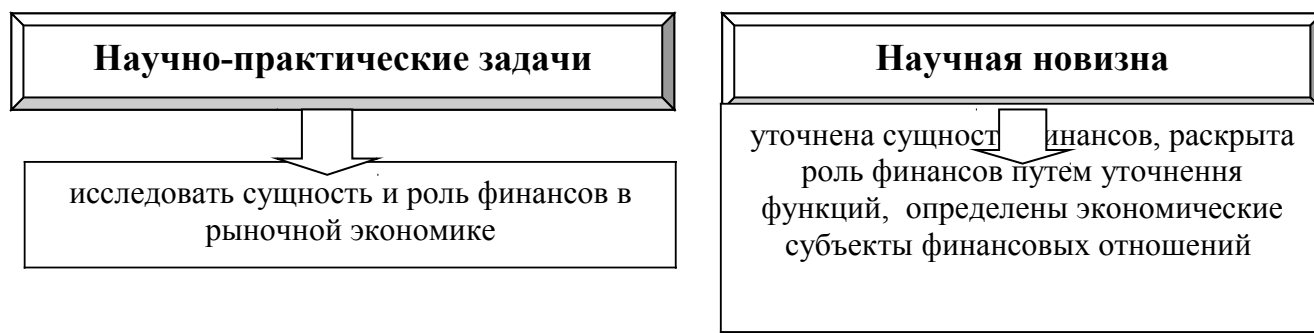 Научно-практические задачи
исследовать сущность и роль финансов в
рыночной экономике
Научная новизна
уточнена сущност инансов, раскрыта
роль финансов путем уточнення
функций, определены экономические
субъекты финансовых отношений